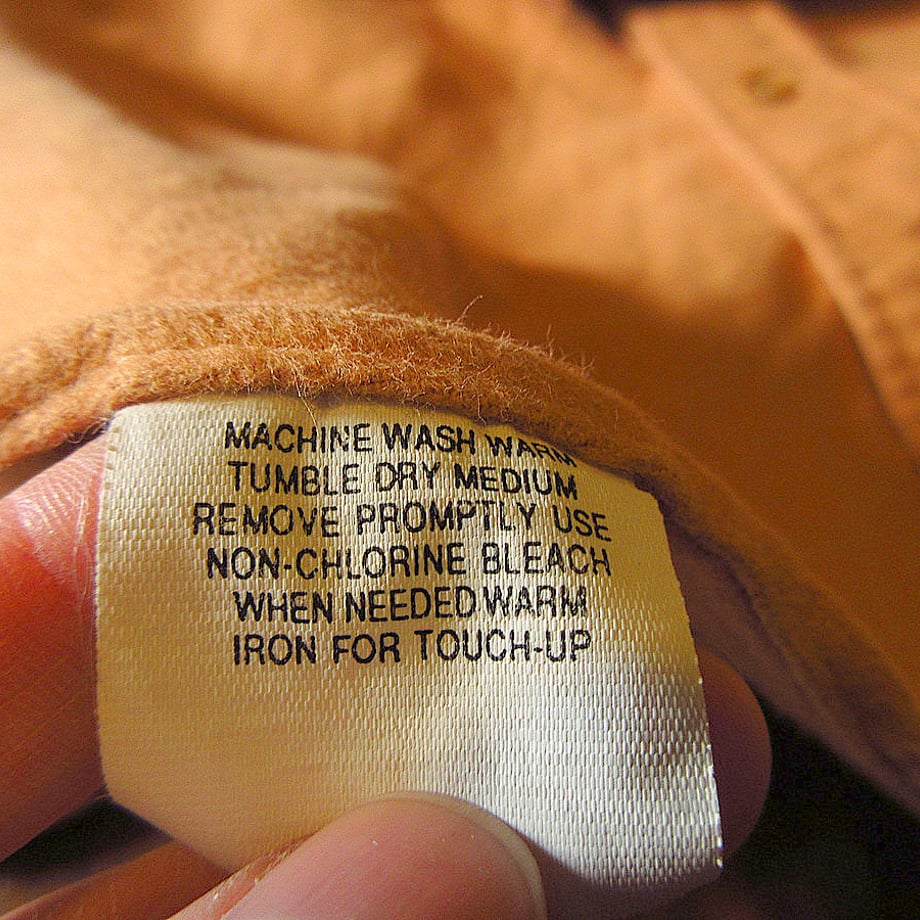 MACHINE WASH WARM
TUMBLE DRY MEDIUM
REMOVE PROMPTLY USE
NON-CHLORINE BLEACH
WHEN NEEDED WARM
IRON FOR TOUCH-UP